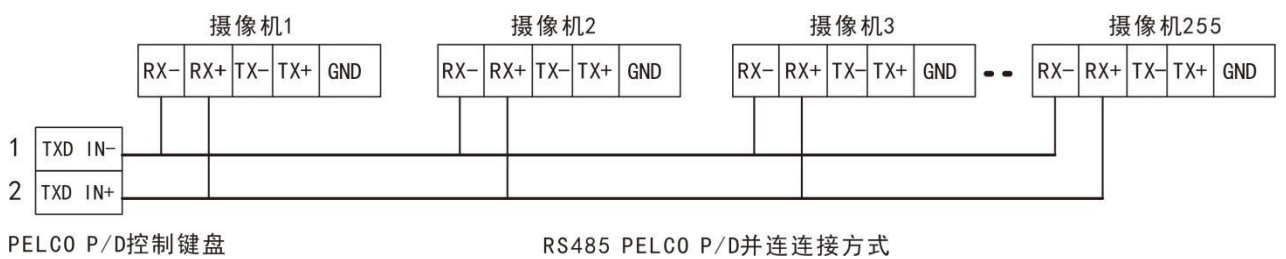 摄像机1 摄像机2 摄像机3 摄像机255
RX- RX+ TX- TX+ GND RX- RX+ TX- TX+ GND RX- RX+ TX- TX+ GND -- RX- RX+ TX- TX+ GND
1 TXD IN-
2 TXD IN+
PELCO P/D控制键盘 RS485 PELCO P/D并连连接方式